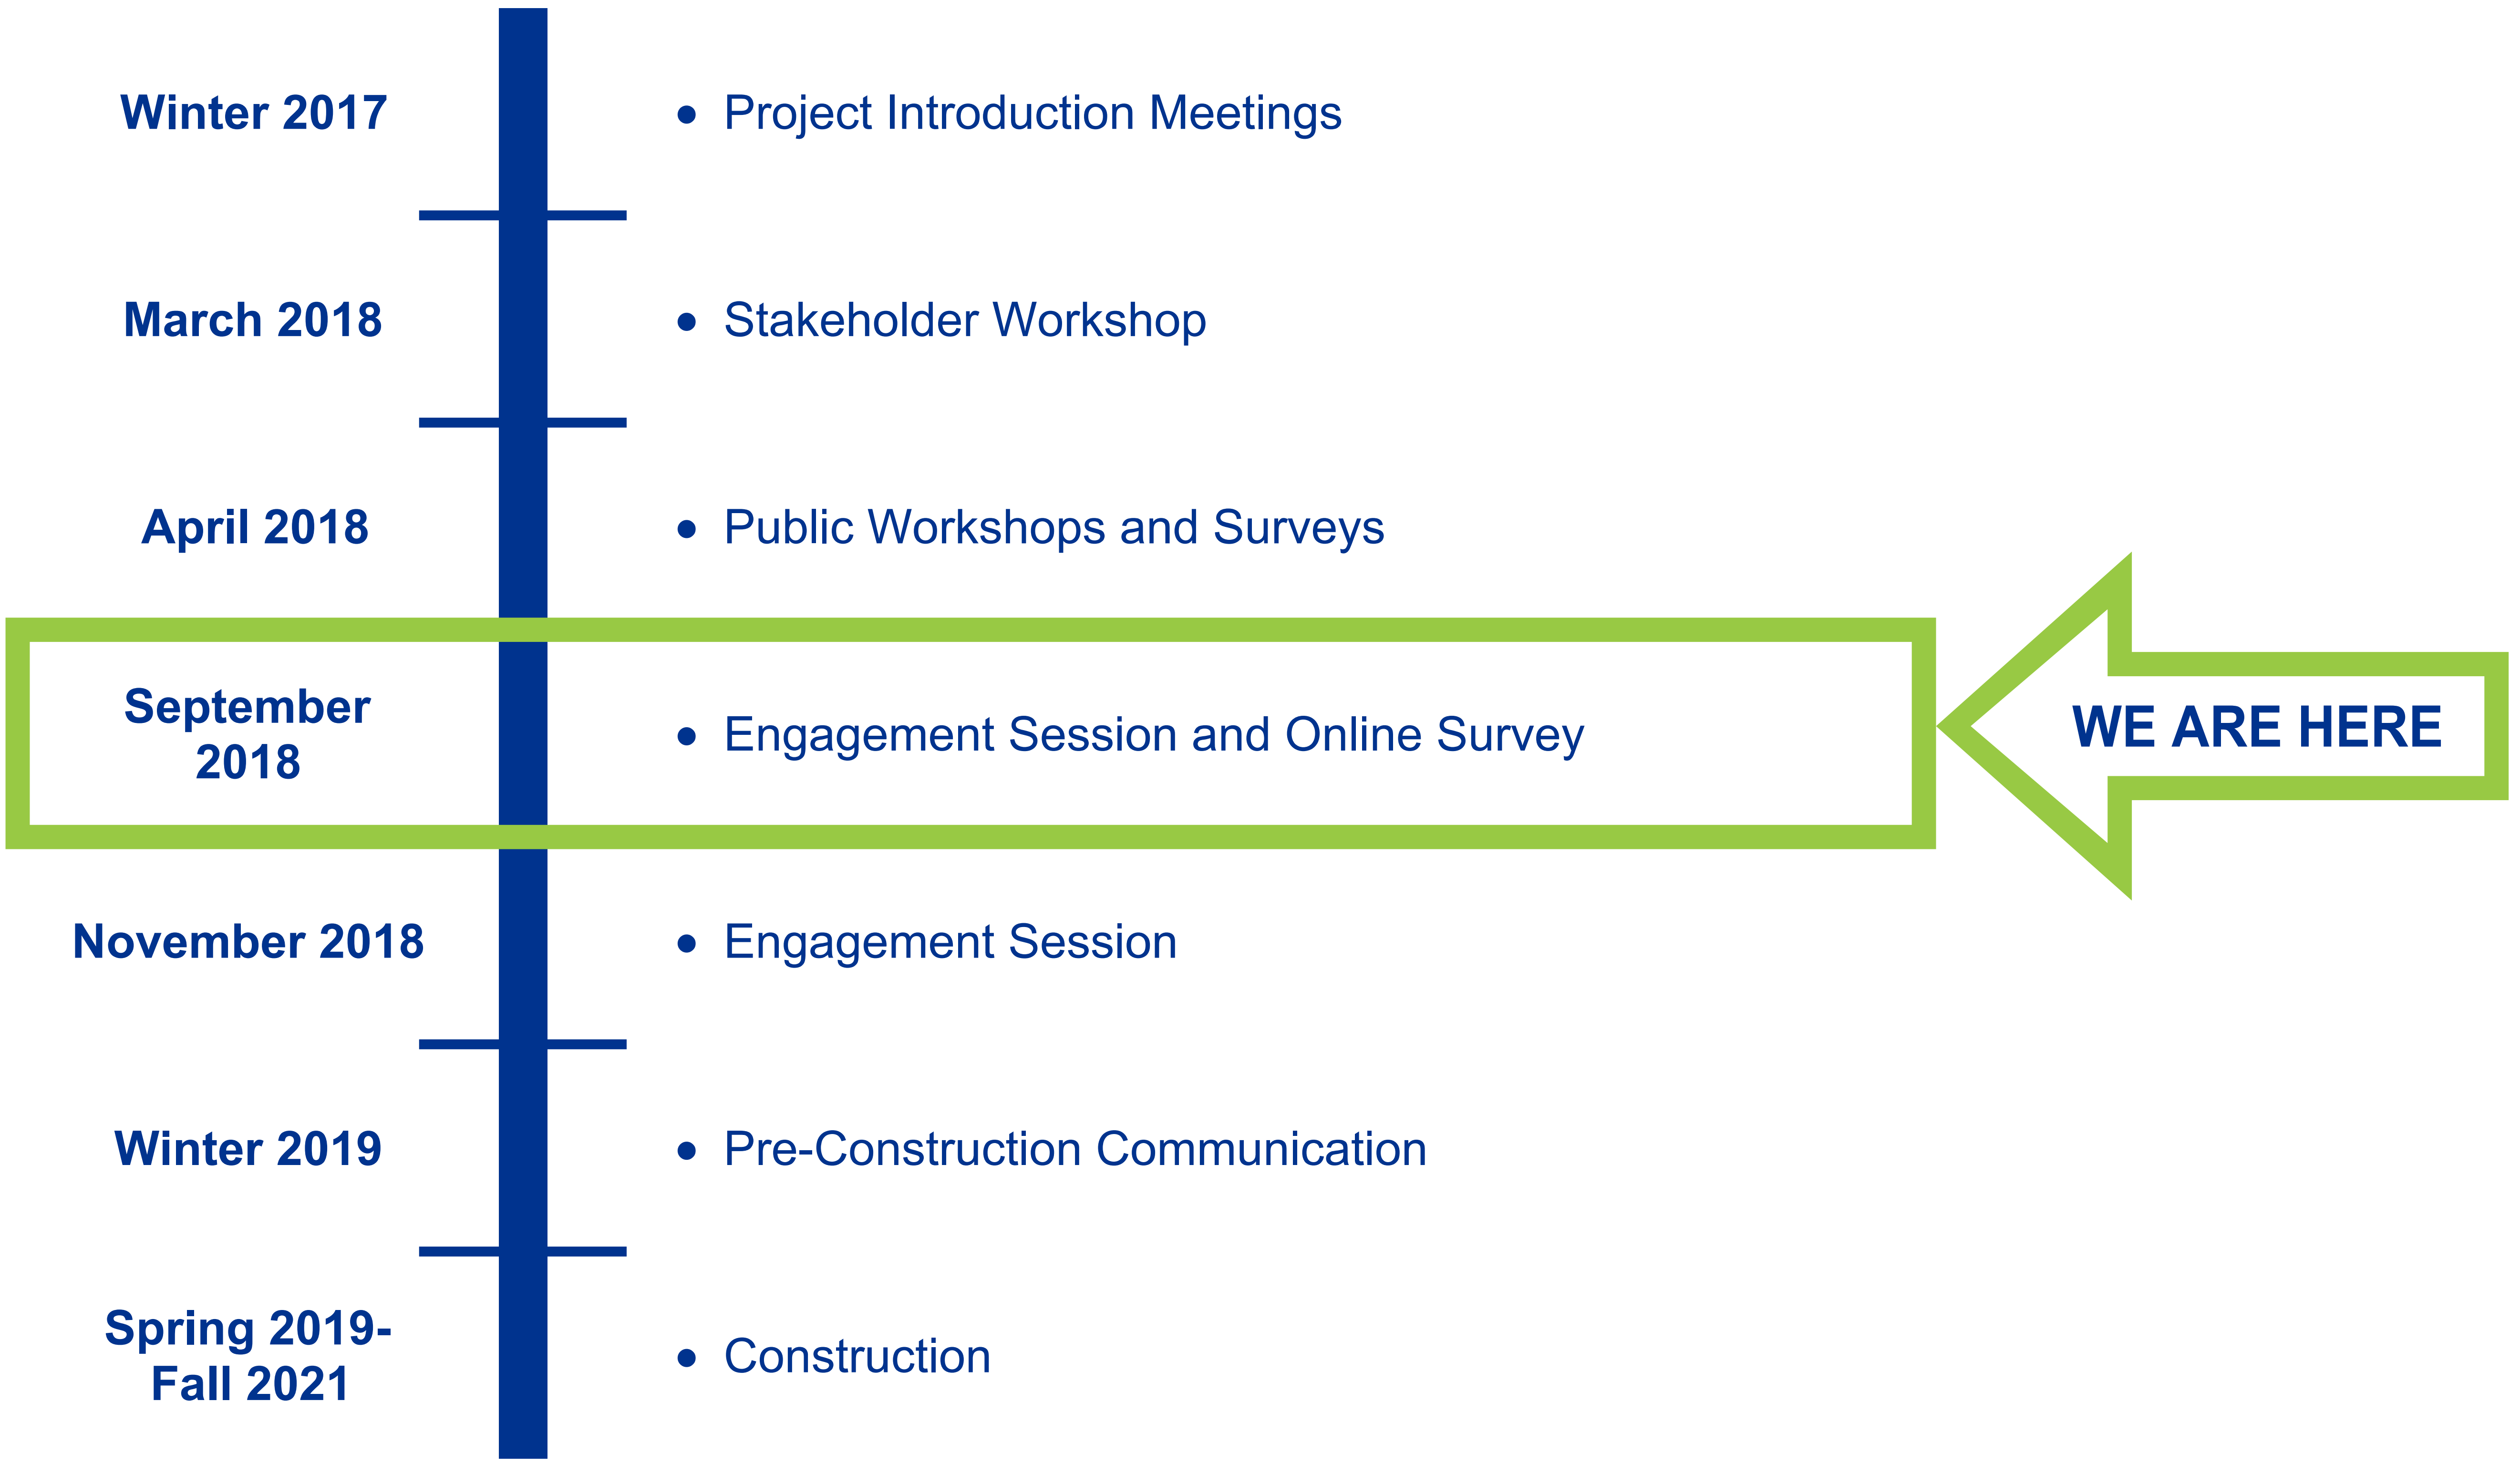 Winter 2017
• Project Introduction Meetings
March 2018
• Stakeholder Workshop
April 2018
• Public Workshops and Surveys
September
2018
• Engagement Session and Online Survey
WE ARE HERE
November 2018
• Engagement Session
Winter 2019
• Pre-Construction Communication
Spring 2019-
Fall 2021
• Construction